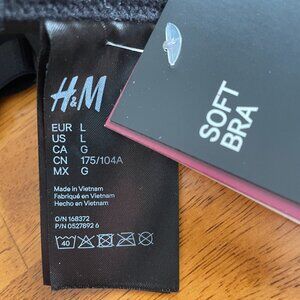 H&M
EUR L
US L
CA G
CN 175/104A
MX G
Made in Vietnam
Fabriqué en Vietnam
Hecho en Vietnam
O/N 168372
P/N 0527892 6
40
SOFT
BRA